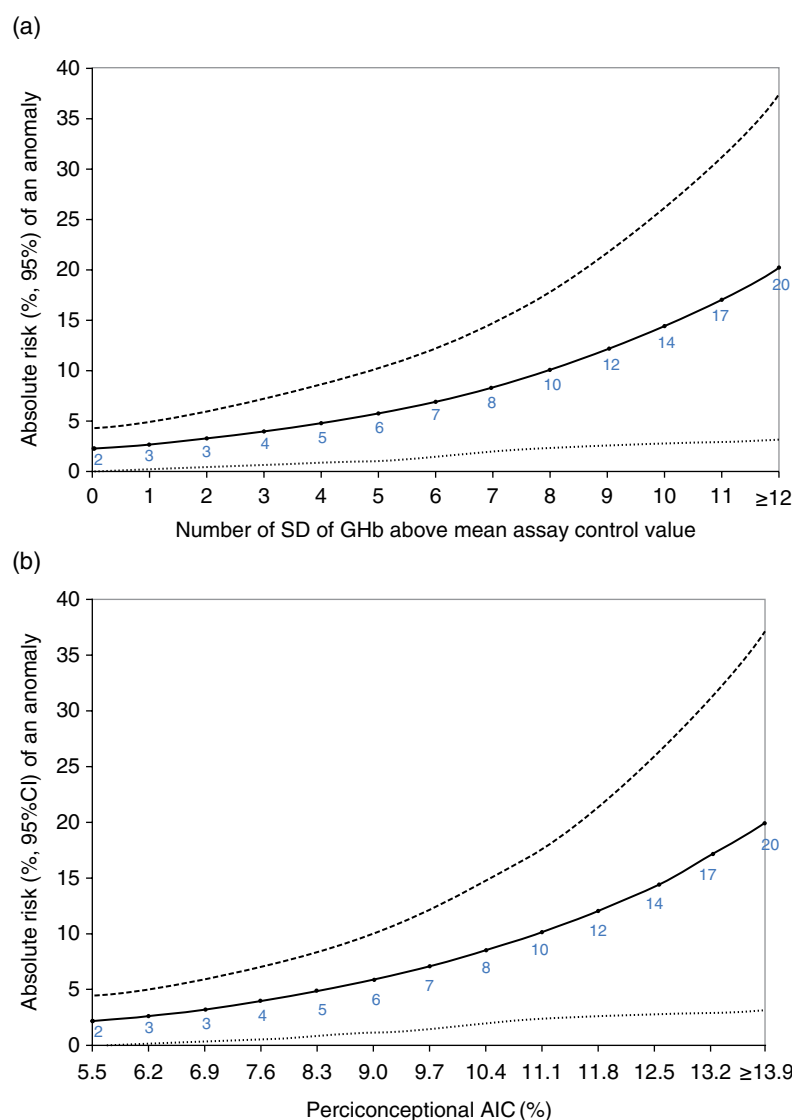 (a)
40
35
30
25
20
15
10
5
0
Absolute risk (%, 95%) of an anomaly
2 3 3 4 5 6 7 8 10 12 14 17 20
0 1 2 3 4 5 6 7 8 9 10 11 ≥12
Number of SD of GHb above mean assay control value
(b)
40
35
30
25
20
15
10
5
0
Absolute risk (%, 95%CI) of an anomaly
2 3 3 4 5 6 7 8 10 12 14 17 20
5.5 6.2 6.9 7.6 8.3 9.0 9.7 10.4 11.1 11.8 12.5 13.2 ≥13.9
Perciconceptional AIC (%)